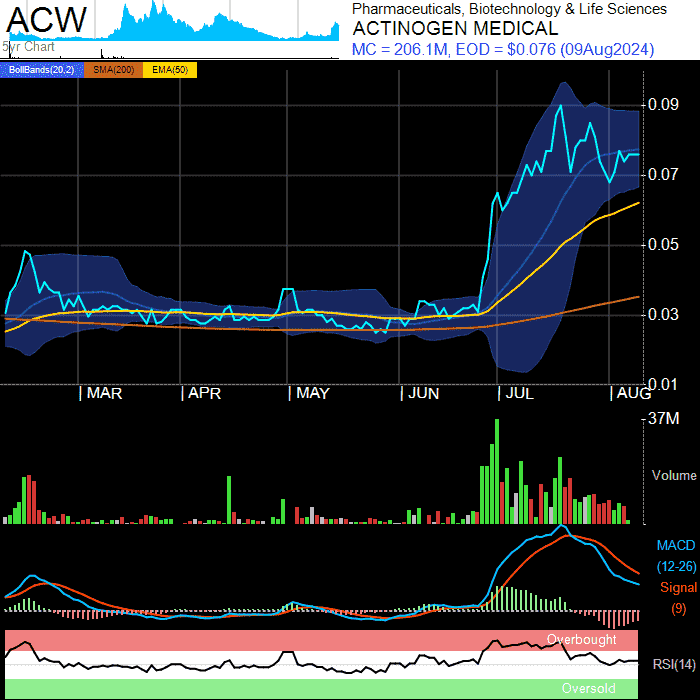 ACW
5yr Chart
Pharmaceuticals, Biotechnology & Life Sciences
ACTINOGEN MEDICAL
MC = 206.1M, EOD = $0.076 (09Aug2024)
BollBands(20,2) SMA(200) EMA(50)
0.09
0.07
0.05
0.03
0.01
| MAR | APR | MAY | JUN | JUL | AUG
37M
Volume
MACD
(12-26)
Signal
(9)
Overbought
RSI(14)
Oversold